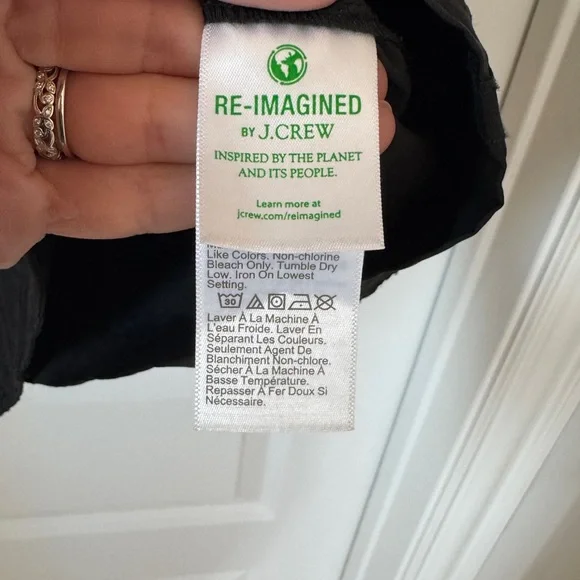 RE-IMAGINED
BY J.CREW
INSPIRED BY THE PLANET
AND ITS PEOPLE.
Learn more at
jcrew.com/reimagined
Like Colors. Non-chlorine
Bleach Only. Tumble Dry
Low. Iron On Lowest
Setting.
30
Laver À La Machine À
L'eau Froide. Laver En
Séparant Les Couleurs.
Seulement Agent De
Blanchiment Non-chlore.
Sécher À La Machine À
Basse Température.
Repasser À Fer Doux Si
Nécessaire.